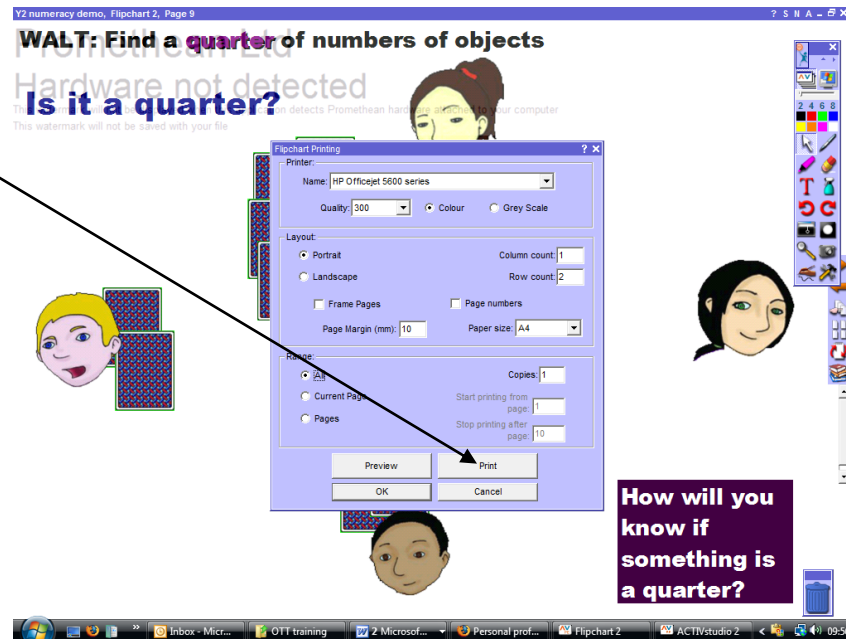 Y2 numeracy demo, Flipchart 2, Page 9
? S N A
WALT: Find a quarter of numbers of objects
Promethean Ltd
Hardware not detected
Is it a quarter?
This watermark will not be saved with your file
Flipchart Printing
Printer:
Name: HP Officejet 5600 series
Quality: 300 Colour Grey Scale
Layout:
Portrait Column count: 1
Landscape Row count: 2
Frame Pages Page numbers
Page Margin (mm): 10 Paper size: A4
Range:
All Copies: 1
Current Page Start printing from
page: 1
Pages Stop printing after
page: 10
Preview Print
OK Cancel
2 4 6 8
How will you
know if
something is
a quarter?
Inbox - Micr... OTT training 2 Microsof... Personal prof... Flipchart 2 ACTIVstudio 2